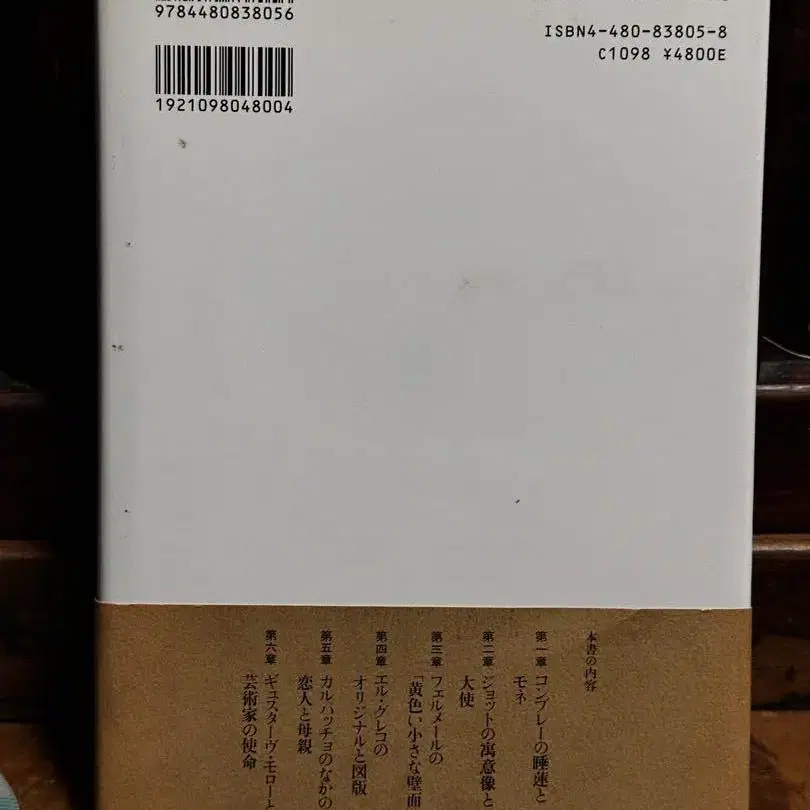 9784480838056
ISBN4-480-83805-8
C1098 ¥4800E
1921098048004
本書の内容
第一章 コンブレーの睡蓮と
モネ
第二章 ジョットの寓意像と
大使
第三章 フェルメールの
「黄色い小さな壁面
第四章 エル・グレコの
オリジナルと図版
第五章 カルパッチョのなかの
恋人と母親
第六章 ギュスターヴ・モローと
芸術家の使命